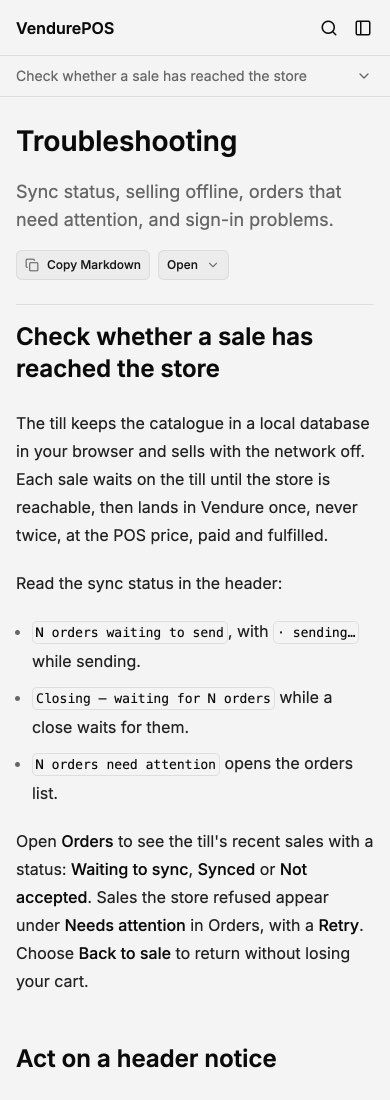 VendurePOS
Check whether a sale has reached the store
Troubleshooting
Sync status, selling offline, orders that
need attention, and sign-in problems.
Copy Markdown
Open
Check whether a sale has
reached the store
The till keeps the catalogue in a local database
in your browser and sells with the network off.
Each sale waits on the till until the store is
reachable, then lands in Vendure once, never
twice, at the POS price, paid and fulfilled.
Read the sync status in the header:
• N orders waiting to send, with · sending…
while sending.
• Closing — waiting for N orders while a
close waits for them.
• N orders need attention opens the orders
list.
Open Orders to see the till's recent sales with a
status: Waiting to sync, Synced or Not
accepted. Sales the store refused appear
under Needs attention in Orders, with a Retry.
Choose Back to sale to return without losing
your cart.
Act on a header notice